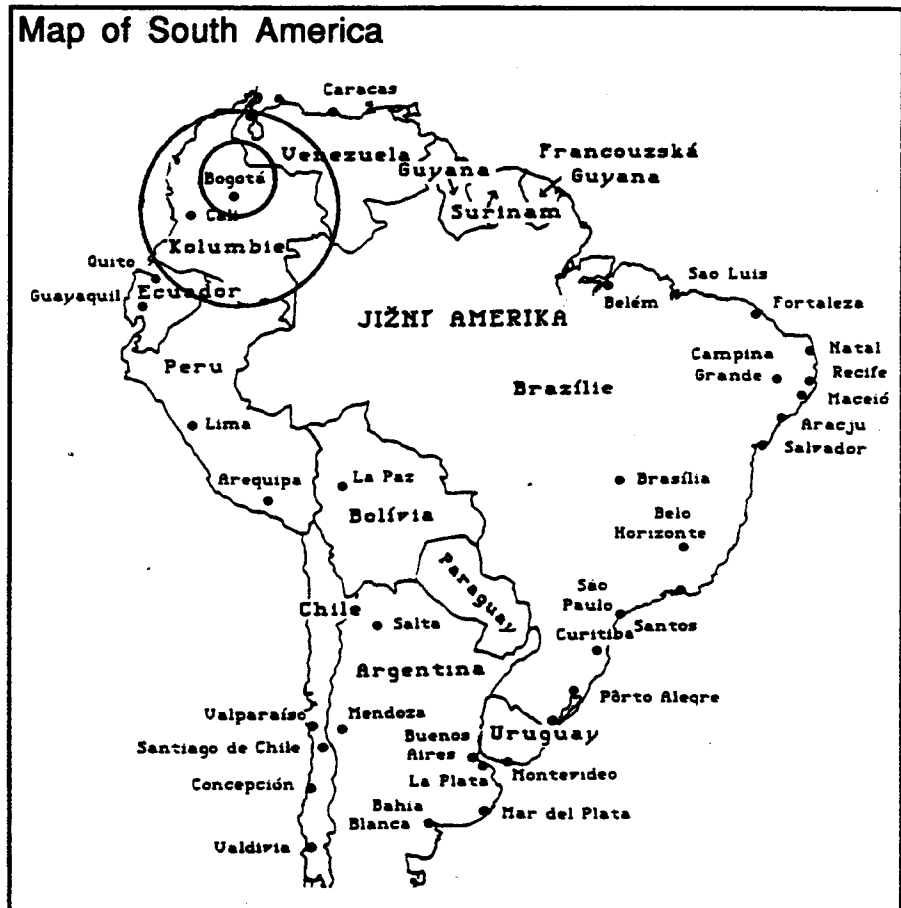 Map of South America
Caracas
Venezuela
Francouzská
Guyana
Guyana
Surinam
Bogotá
Cali
Kolumbie
Quito
Guayaquil
Ecuador
Sao Luis
Belém
Fortaleza
JIŽNÍ AMERIKA
Natal
Campina
Grande
Recife
Peru
Brazílie
Maceió
Aracju
Lima
Salvador
Arequipa
La Paz
Brasília
Bolívia
Belo
Horizonte
Paraguay
São
Paulo
Chile
Santos
Salta
Curitiba
Argentina
Pôrto Alegre
Valparaíso
Mendoza
Uruguay
Buenos
Aires
Santiago de Chile
Montevideo
La Plata
Concepción
Bahia
Blanca
Mar del Plata
Valdivia